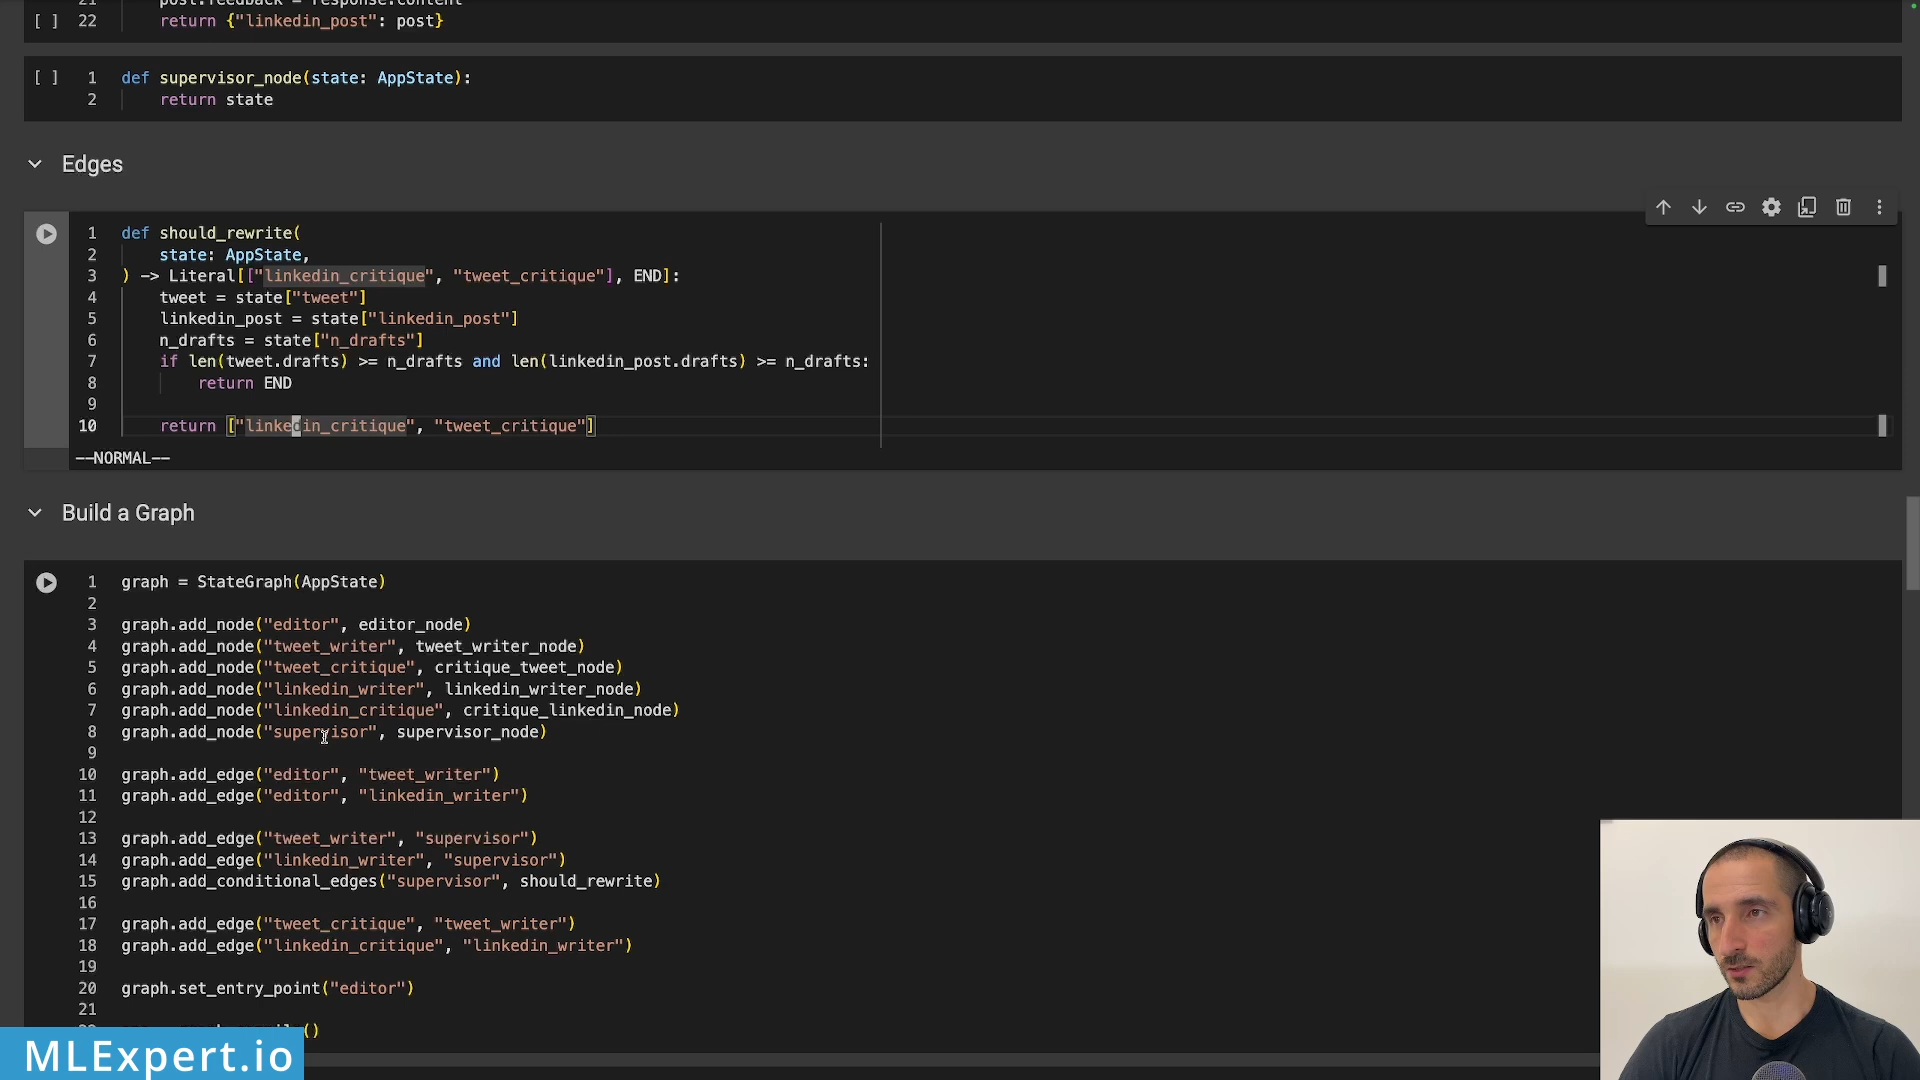 21 post.feedback = response.content
[ ] 22 return {"linkedin_post": post}
[ ] 1 def supervisor_node(state: AppState):
2 return state
Edges
1 def should_rewrite(
2 state: AppState,
3 ) -> Literal[["linkedin_critique", "tweet_critique"], END]:
4 tweet = state["tweet"]
5 linkedin_post = state["linkedin_post"]
6 n_drafts = state["n_drafts"]
7 if len(tweet.drafts) >= n_drafts and len(linkedin_post.drafts) >= n_drafts:
8 return END
9
10 return ["linkedin_critique", "tweet_critique"]
--NORMAL--
Build a Graph
1 graph = StateGraph(AppState)
2
3 graph.add_node("editor", editor_node)
4 graph.add_node("tweet_writer", tweet_writer_node)
5 graph.add_node("tweet_critique", critique_tweet_node)
6 graph.add_node("linkedin_writer", linkedin_writer_node)
7 graph.add_node("linkedin_critique", critique_linkedin_node)
8 graph.add_node("supervisor", supervisor_node)
9
10 graph.add_edge("editor", "tweet_writer")
11 graph.add_edge("editor", "linkedin_writer")
12
13 graph.add_edge("tweet_writer", "supervisor")
14 graph.add_edge("linkedin_writer", "supervisor")
15 graph.add_conditional_edges("supervisor", should_rewrite)
16
17 graph.add_edge("tweet_critique", "tweet_writer")
18 graph.add_edge("linkedin_critique", "linkedin_writer")
19
20 graph.set_entry_point("editor")
21
()
MLExpert.io